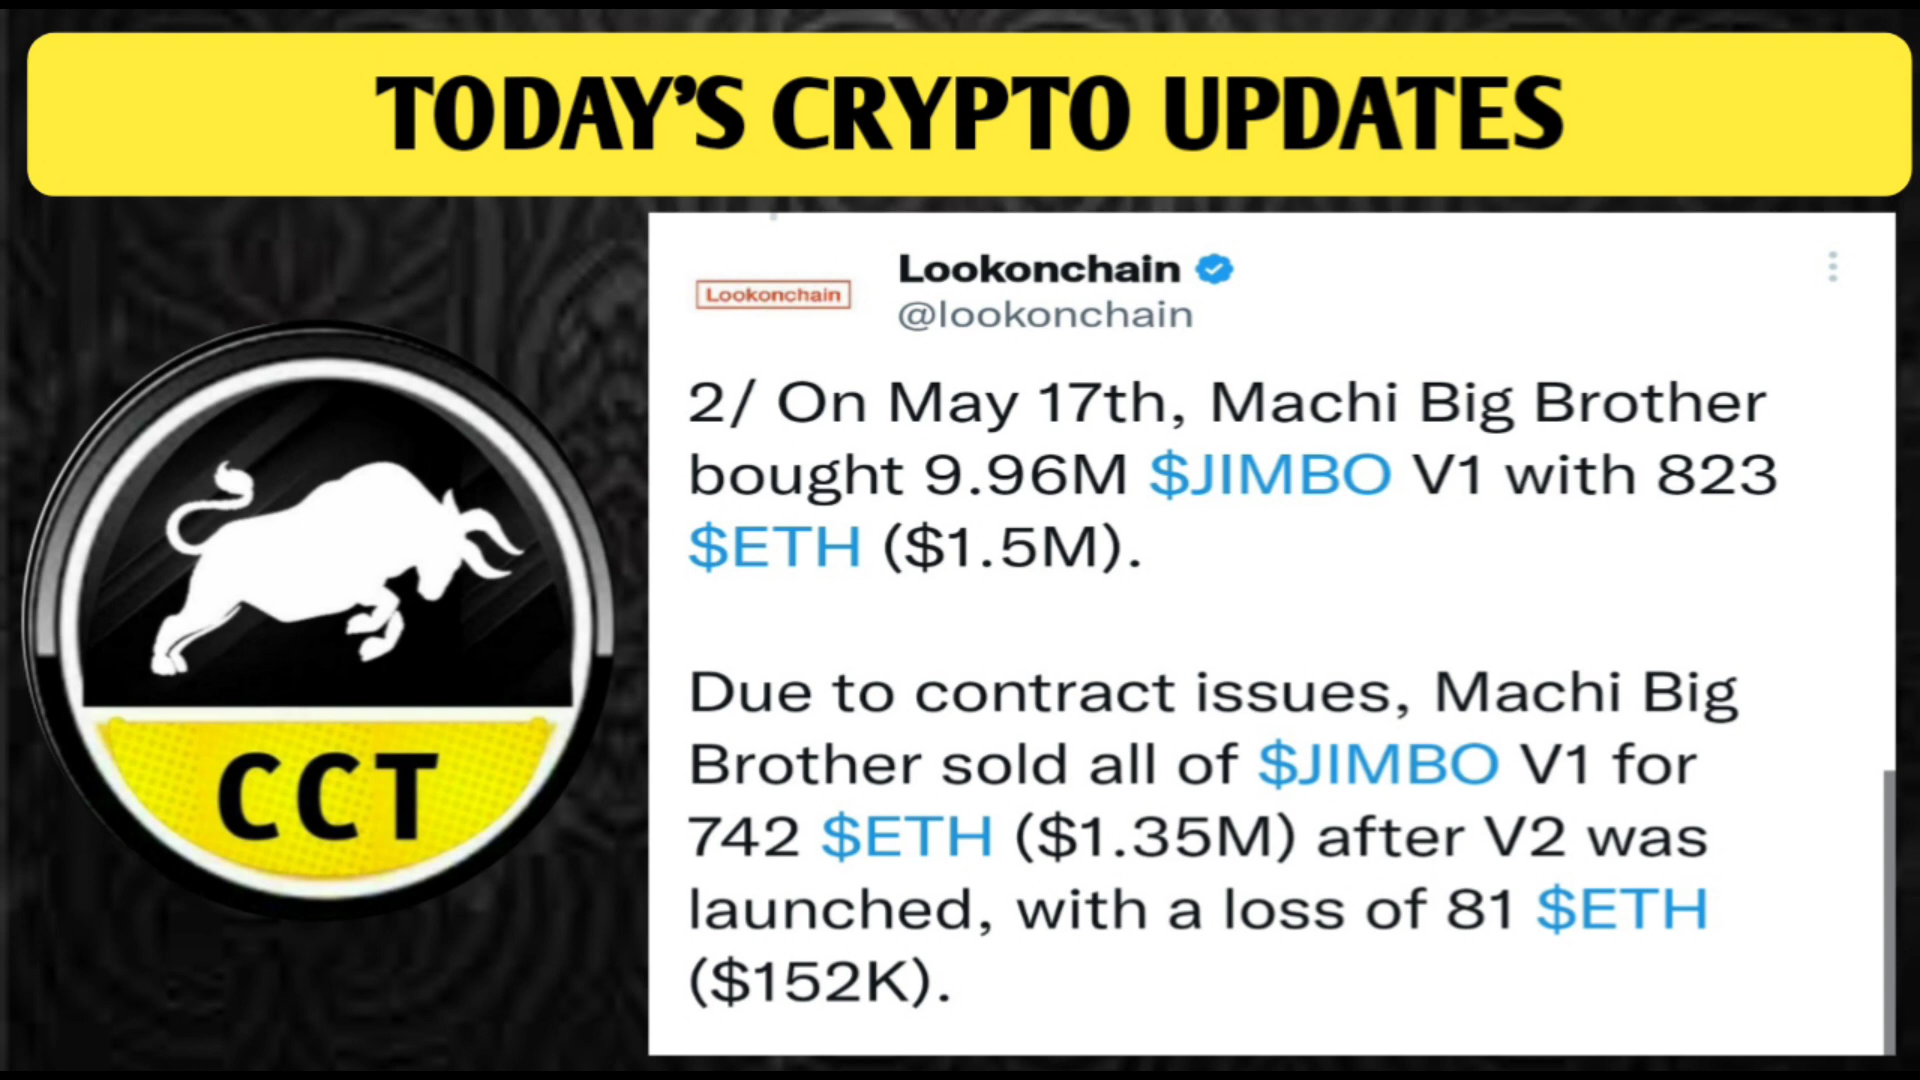 TODAY'S CRYPTO UPDATES
Lookonchain
Lookonchain
@lookonchain
2/ On May 17th, Machi Big Brother
bought 9.96M $JIMBO V1 with 823
$ETH ($1.5M).
Due to contract issues, Machi Big
Brother sold all of $JIMBO V1 for
742 $ETH ($1.35M) after V2 was
launched, with a loss of 81 $ETH
($152K).
CCT